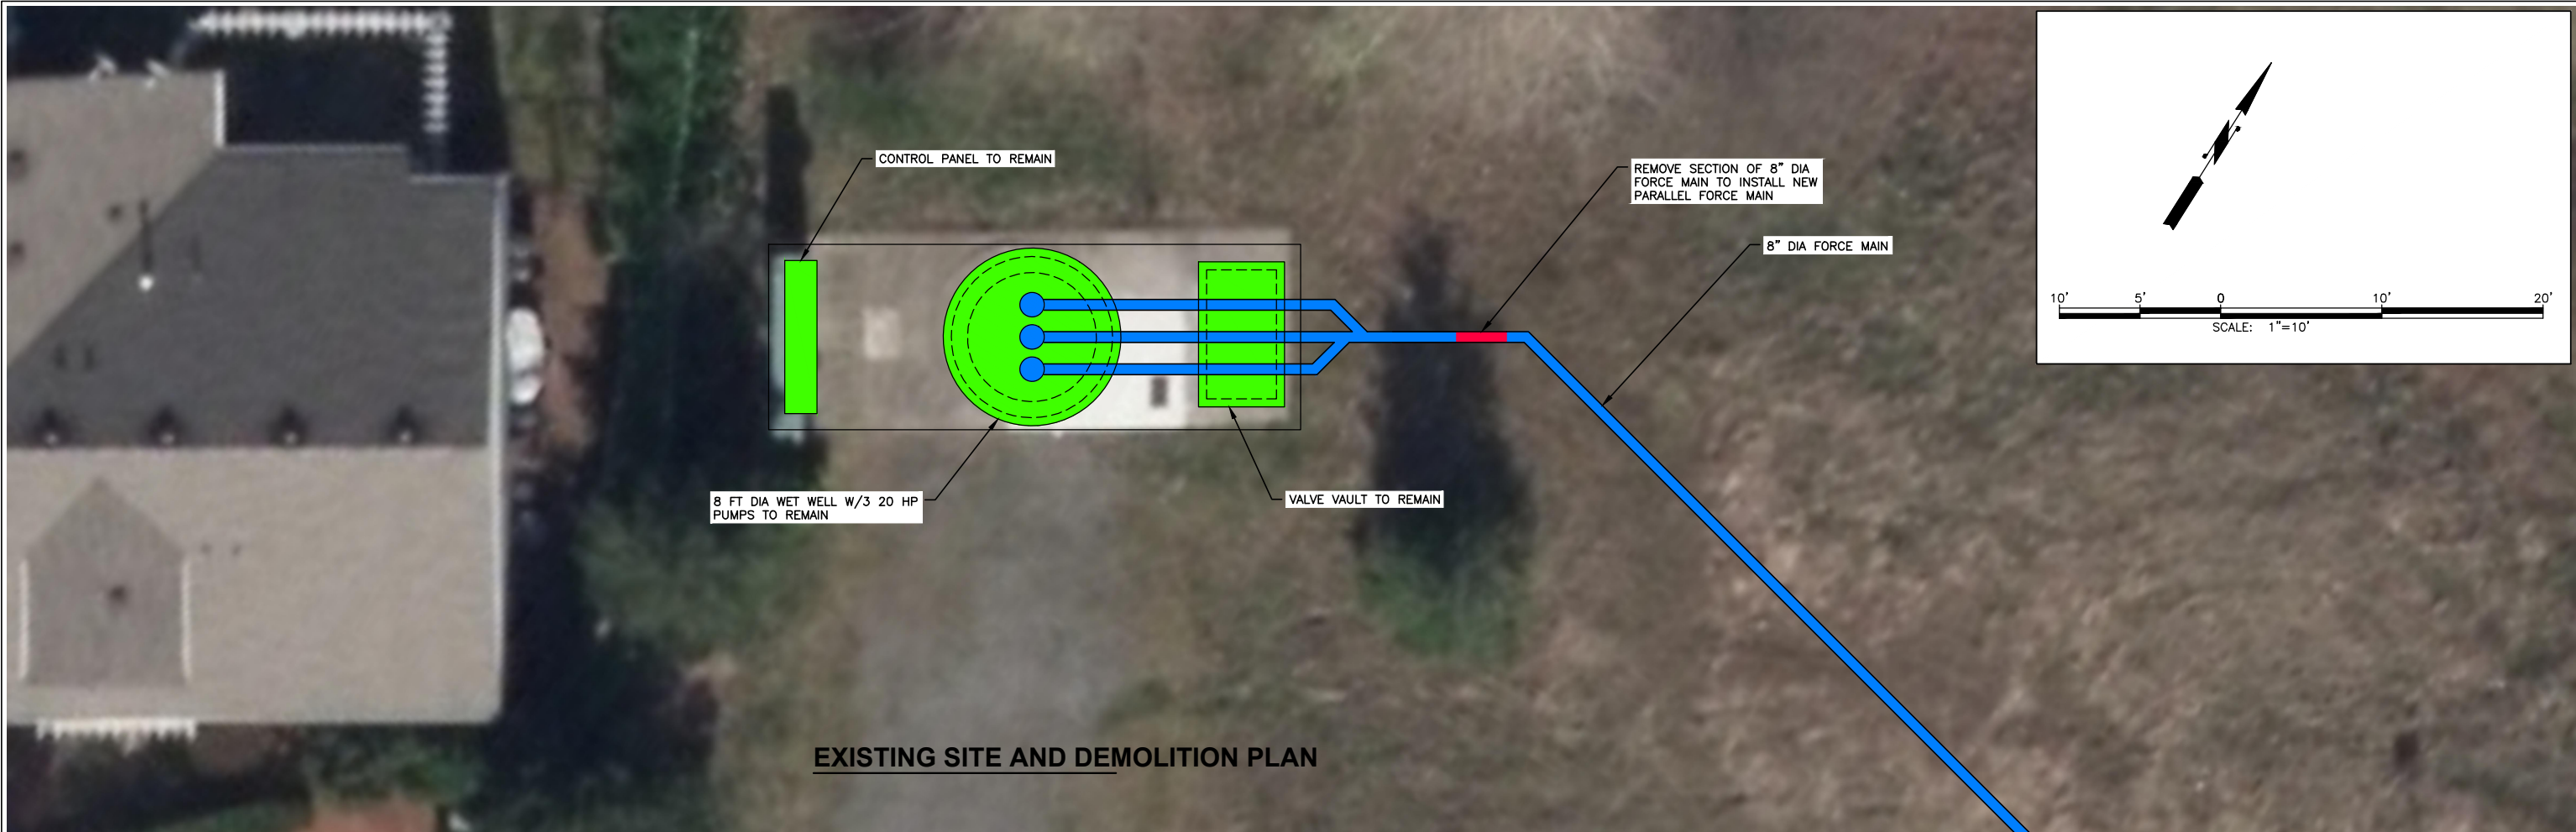 CONTROL PANEL TO REMAIN
REMOVE SECTION OF 8" DIA
FORCE MAIN TO INSTALL NEW
PARALLEL FORCE MAIN
8" DIA FORCE MAIN
8 FT DIA WET WELL W/3 20 HP
PUMPS TO REMAIN
VALVE VAULT TO REMAIN
EXISTING SITE AND DEMOLITION PLAN
10' 5' 0 10' 20'
SCALE: 1"=10'